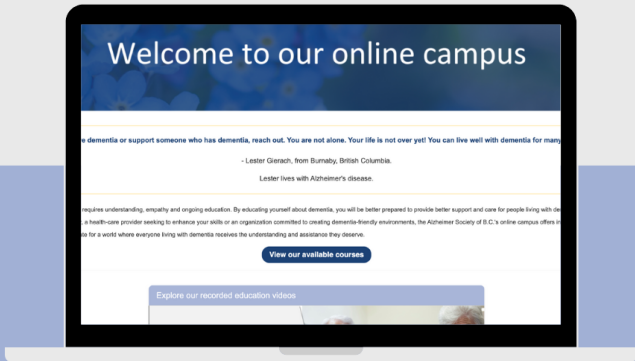 Welcome to our online campus
e dementia or support someone who has dementia, reach out. You are not alone. Your life is not over yet! You can live well with dementia for many
- Lester Gierach, from Burnaby, British Columbia.
Lester lives with Alzheimer's disease.
requires understanding, empathy and ongoing education. By educating yourself about dementia, you will be better prepared to provide better support and care for people living with de
, a health-care provider seeking to enhance your skills or an organization committed to creating dementia-friendly environments, the Alzheimer Society of B.C.'s online campus offers in
te for a world where everyone living with dementia receives the understanding and assistance they deserve.
View our available courses
Explore our recorded education videos